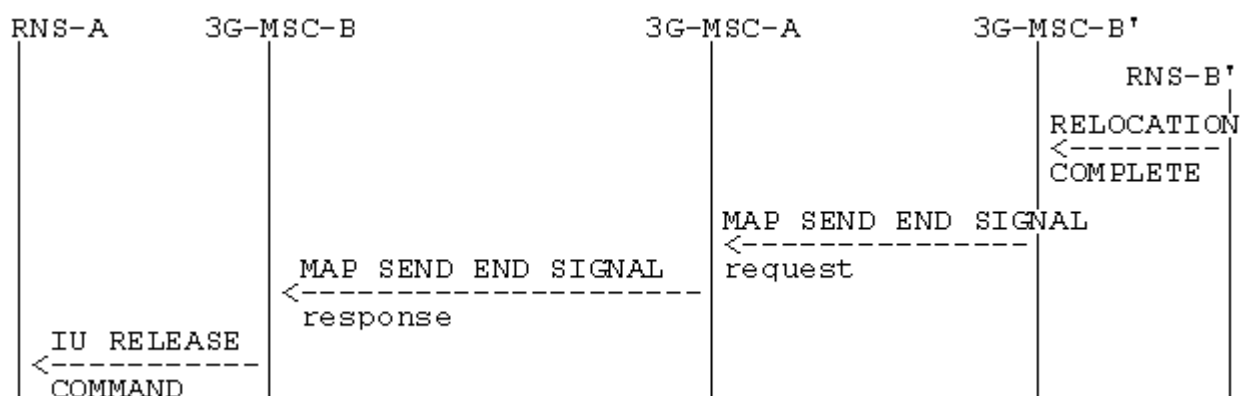 RNS-A 3G-MSC-B 3G-MSC-A 3G-MSC-B'
RNS-B'
RELOCATION
COMPLETE
MAP SEND END SIGNAL
request
MAP SEND END SIGNAL
response
IU RELEASE
COMMAND